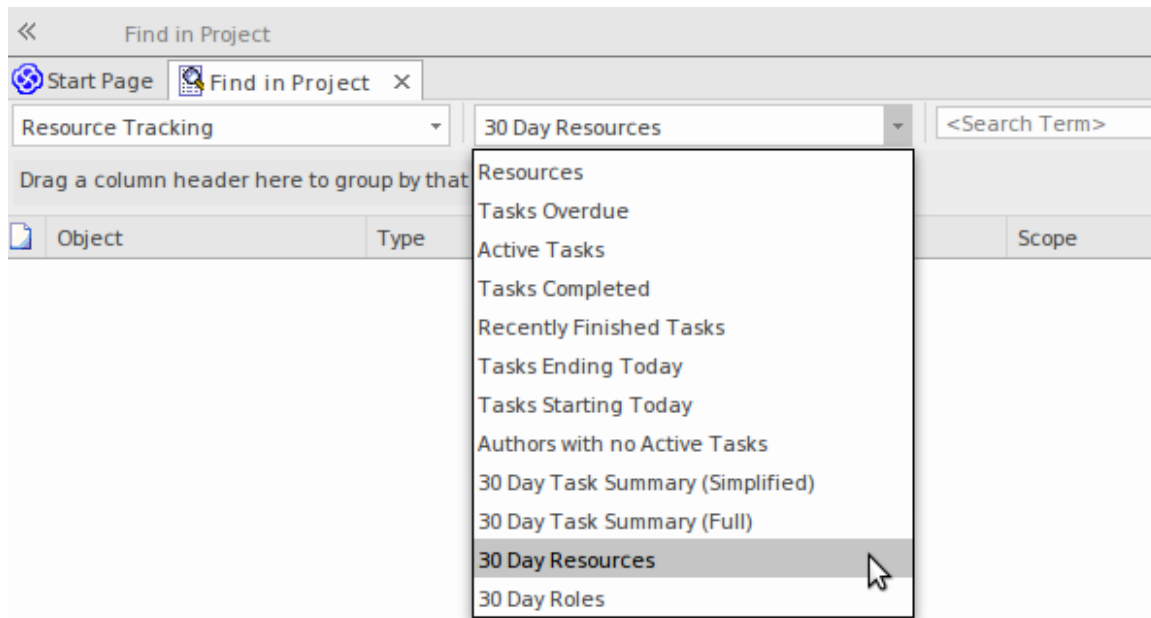 Find in Project
Start Page Find in Project
Resource Tracking 30 Day Resources <Search Term>
Drag a column header here to group by that
Object Type Scope
Resources
Tasks Overdue
Active Tasks
Tasks Completed
Recently Finished Tasks
Tasks Ending Today
Tasks Starting Today
Authors with no Active Tasks
30 Day Task Summary (Simplified)
30 Day Task Summary (Full)
30 Day Resources
30 Day Roles